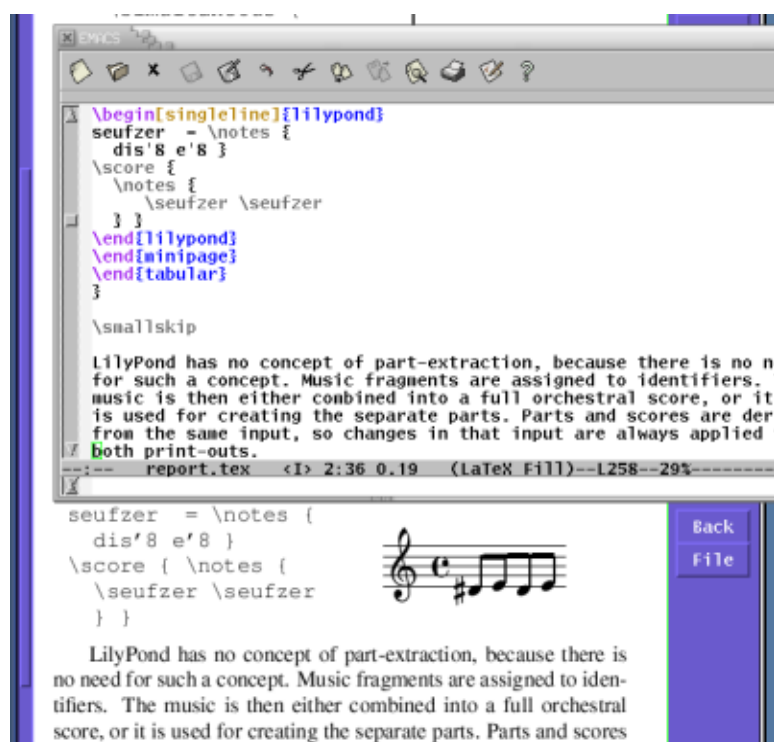 EMACS
\begin[singleline]{lilypond}
seufzer = \notes {
dis'8 e'8 }
\score {
\notes {
\seufzer \seufzer
} }
\end{lilypond}
\end{minipage}
\end{tabular}
}
\smallskip
LilyPond has no concept of part-extraction, because there is no n
for such a concept. Music fragments are assigned to identifiers.
music is then either combined into a full orchestral score, or it
is used for creating the separate parts. Parts and scores are der
from the same input, so changes in that input are always applied
both print-outs.
--:-- report.tex <I> 2:36 0.19 (LaTeX Fill)--L258--29%--------
seufzer = \notes {
dis'8 e'8 }
\score { \notes {
\seufzer \seufzer
} }
Back
File
LilyPond has no concept of part-extraction, because there is
no need for such a concept. Music fragments are assigned to iden-
tifiers. The music is then either combined into a full orchestral
score, or it is used for creating the separate parts. Parts and scores